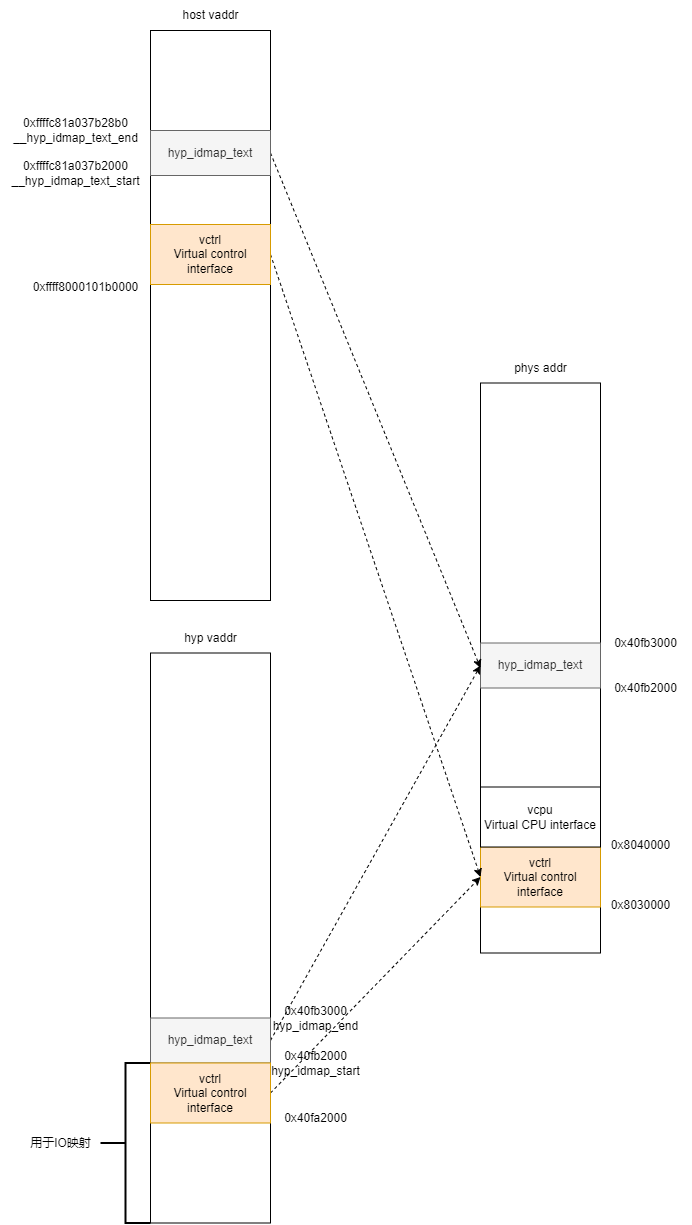 host vaddr
0xffffc81a037b28b0
__hyp_idmap_text_end
hyp_idmap_text
0xffffc81a037b2000
__hyp_idmap_text_start
vctrl
Virtual control
interface
0xffff8000101b0000
phys addr
0x40fb3000
hyp_idmap_text
0x40fb2000
vcpu
Virtual CPU interface
0x8040000
vctrl
Virtual control
interface
0x8030000
hyp vaddr
0x40fb3000
hyp_idmap_end
hyp_idmap_text
0x40fb2000
hyp_idmap_start
vctrl
Virtual control
interface
0x40fa2000
用于IO映射